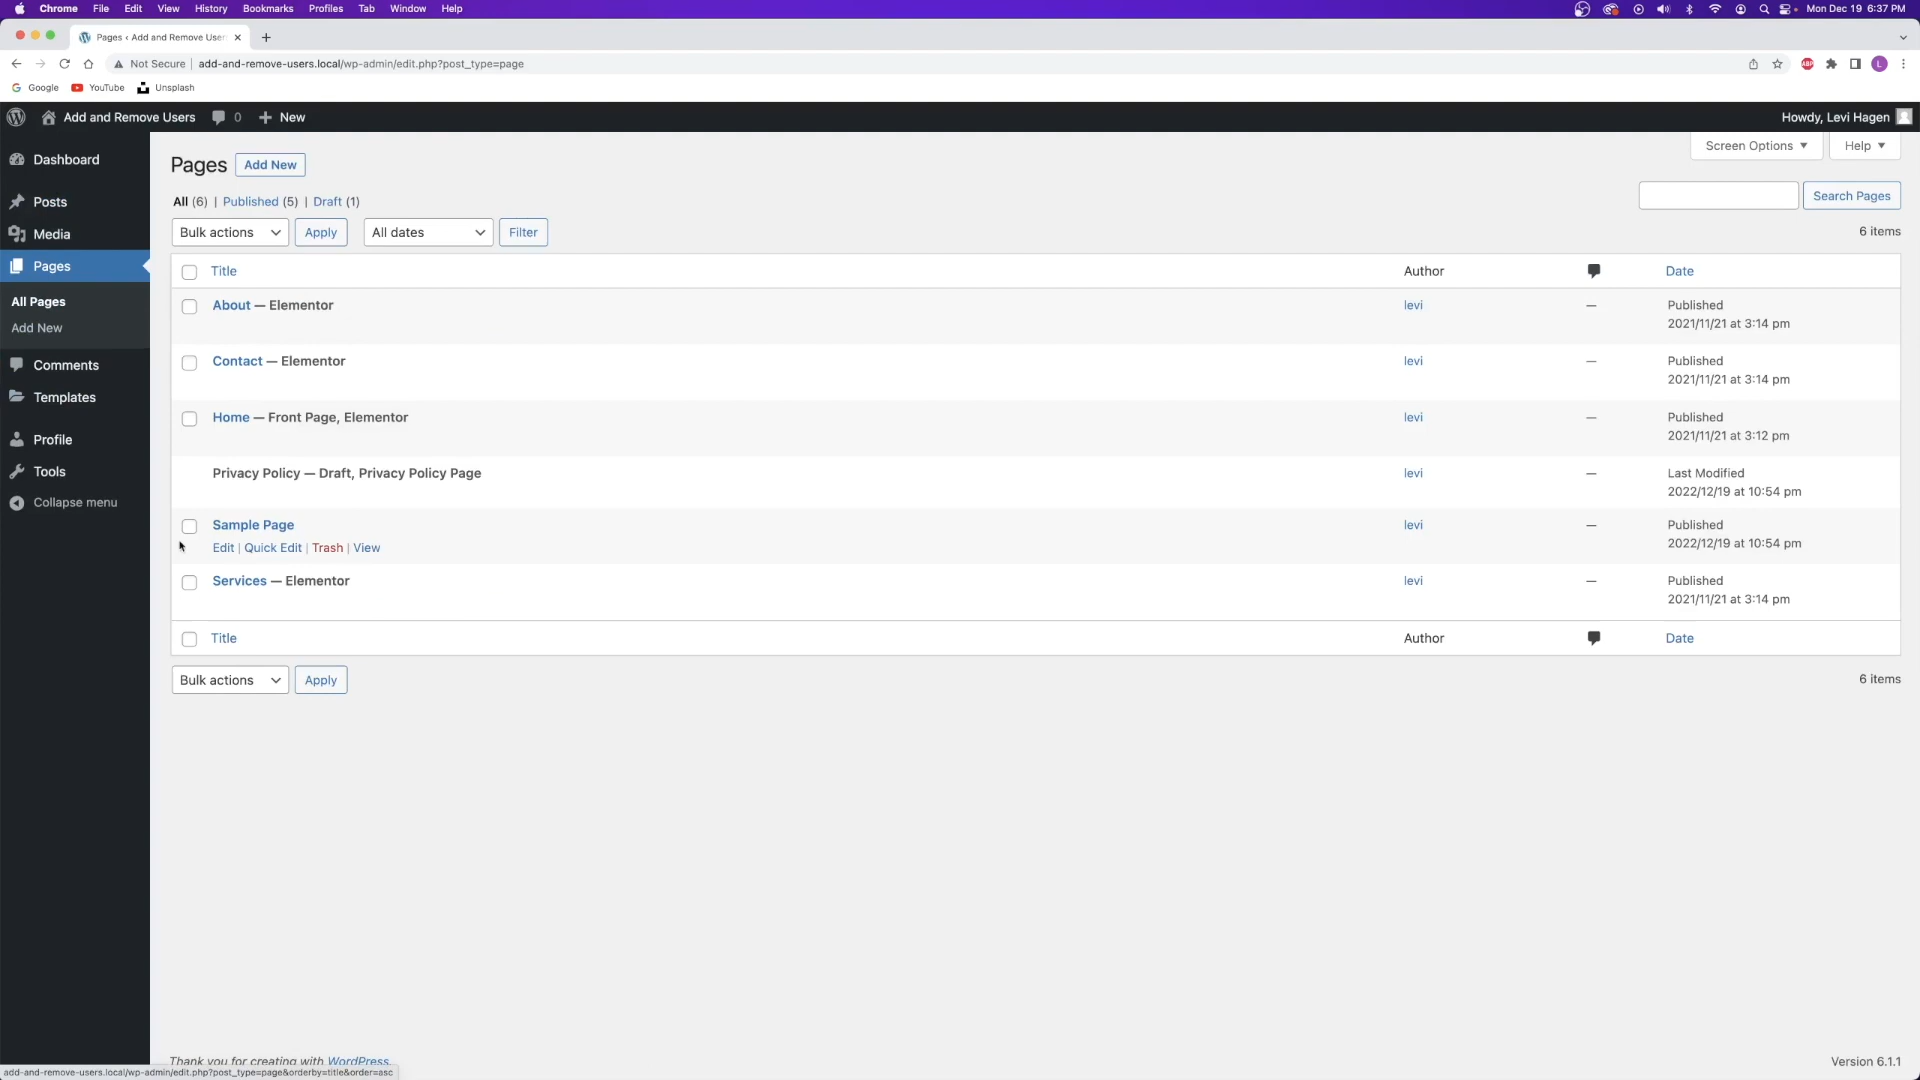 Chrome File Edit View History Bookmarks Profiles Tab Window Help Mon Dec 19 6:37 PM
Pages ‹ Add and Remove User
Not Secure add-and-remove-users.local/wp-admin/edit.php?post_type=page ABP L
Google YouTube Unsplash
Add and Remove Users 0 New Howdy, Levi Hagen
Dashboard
Posts
Media
Pages
All Pages
Add New
Comments
Templates
Profile
Tools
Collapse menu
Screen Options ▼ Help ▼
Pages Add New
All (6) | Published (5) | Draft (1)
Search Pages
Bulk actions Apply All dates Filter 6 items
Title Author Date
About — Elementor levi — Published
2021/11/21 at 3:14 pm
Contact — Elementor levi — Published
2021/11/21 at 3:14 pm
Home — Front Page, Elementor levi — Published
2021/11/21 at 3:12 pm
Privacy Policy — Draft, Privacy Policy Page levi — Last Modified
2022/12/19 at 10:54 pm
Sample Page levi — Published
Edit | Quick Edit | Trash | View 2022/12/19 at 10:54 pm
Services — Elementor levi — Published
2021/11/21 at 3:14 pm
Title Author Date
Bulk actions Apply 6 items
Thank you for creating with WordPress. Version 6.1.1
add-and-remove-users.local/wp-admin/edit.php?post_type=page&orderby=title&order=asc